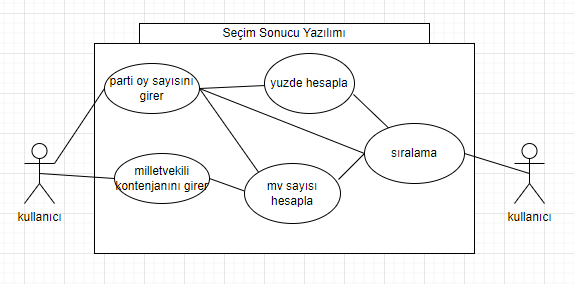 Seçim Sonucu Yazılımı
parti oy sayısını
girer
yuzde hesapla
sıralama
milletvekili
kontenjanını girer
mv sayısı
hesapla
kullanıcı
kullanıcı